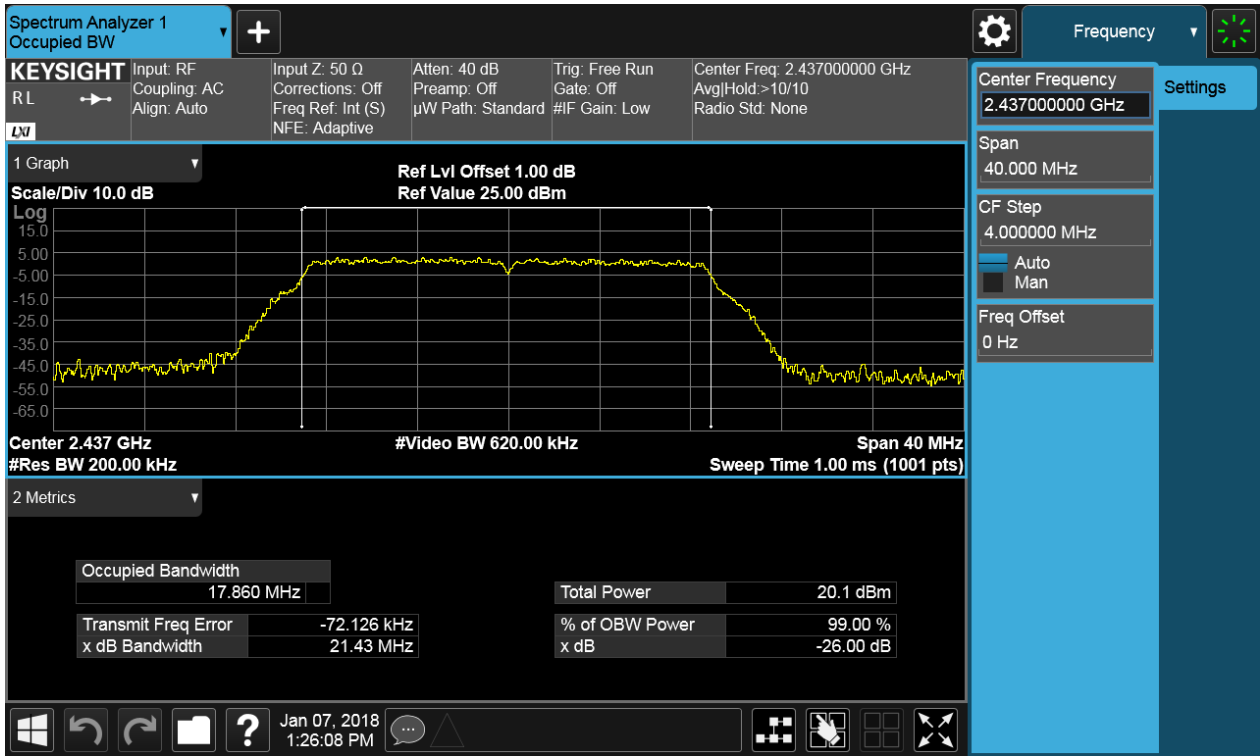 Spectrum Analyzer 1
Occupied BW
+
Frequency
KEYSIGHT
R L
LXI
Input: RF
Coupling: AC
Align: Auto
Input Z: 50 Ω
Corrections: Off
Freq Ref: Int (S)
NFE: Adaptive
Atten: 40 dB
Preamp: Off
µW Path: Standard
Trig: Free Run
Gate: Off
#IF Gain: Low
Center Freq: 2.437000000 GHz
Avg|Hold:>10/10
Radio Std: None
Center Frequency
2.437000000 GHz
Settings
Span
40.000 MHz
CF Step
4.000000 MHz
Auto
Man
Freq Offset
0 Hz
1 Graph
Scale/Div 10.0 dB
Ref Lvl Offset 1.00 dB
Ref Value 25.00 dBm
Log
15.0
5.00
-5.00
-15.0
-25.0
-35.0
-45.0
-55.0
-65.0
Center 2.437 GHz
#Video BW 620.00 kHz
Span 40 MHz
#Res BW 200.00 kHz
Sweep Time 1.00 ms (1001 pts)
2 Metrics
Occupied Bandwidth
17.860 MHz
Total Power 20.1 dBm
Transmit Freq Error -72.126 kHz
% of OBW Power 99.00 %
x dB Bandwidth 21.43 MHz
x dB -26.00 dB
?
Jan 07, 2018
1:26:08 PM